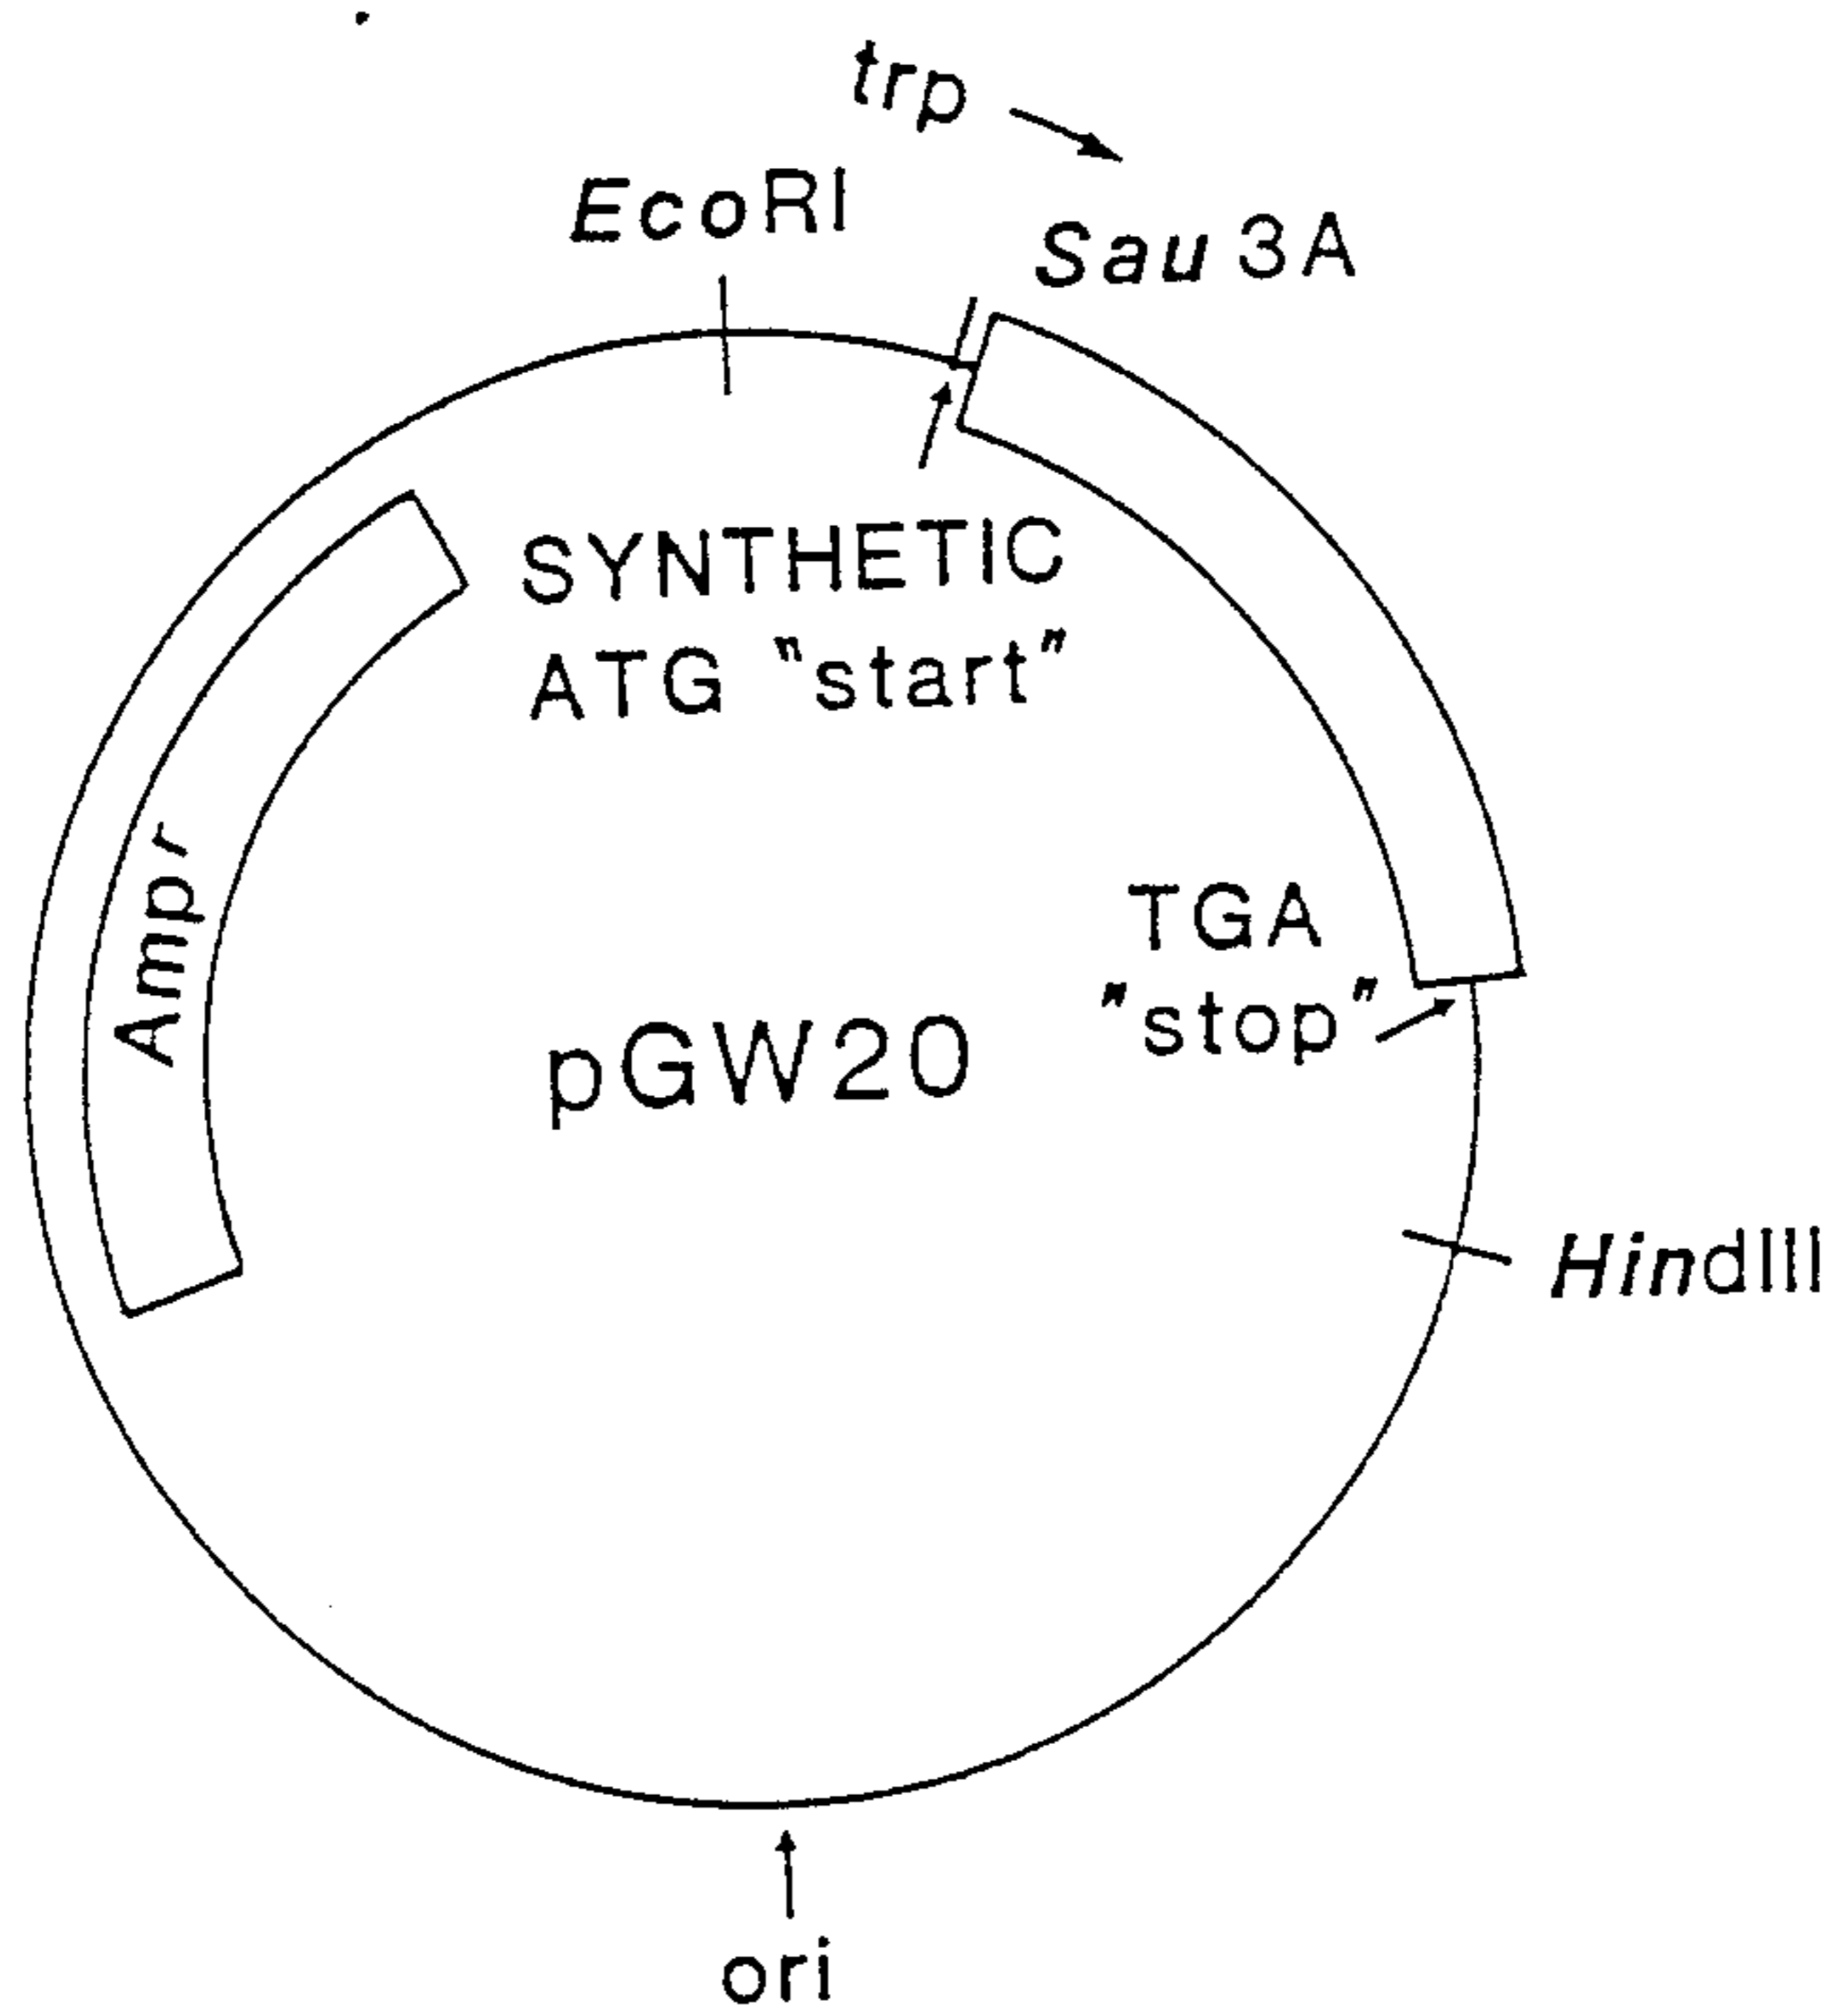 trp
EcoRI
Sau 3A
SYNTHETIC
ATG "start"
Ampr
TGA
"stop"
pGW20
HindIII
ori